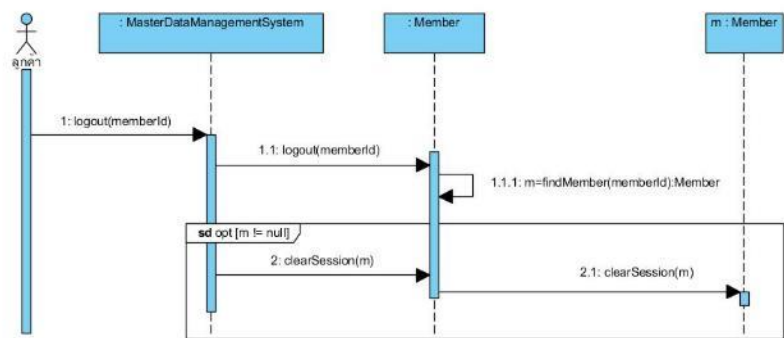 : MasterDataManagementSystem
: Member
m : Member
ลูกค้า
1: logout(memberId)
1.1: logout(memberId)
1.1.1: m=findMember(memberId):Member
sd opt [m != null]
2: clearSession(m)
2.1: clearSession(m)